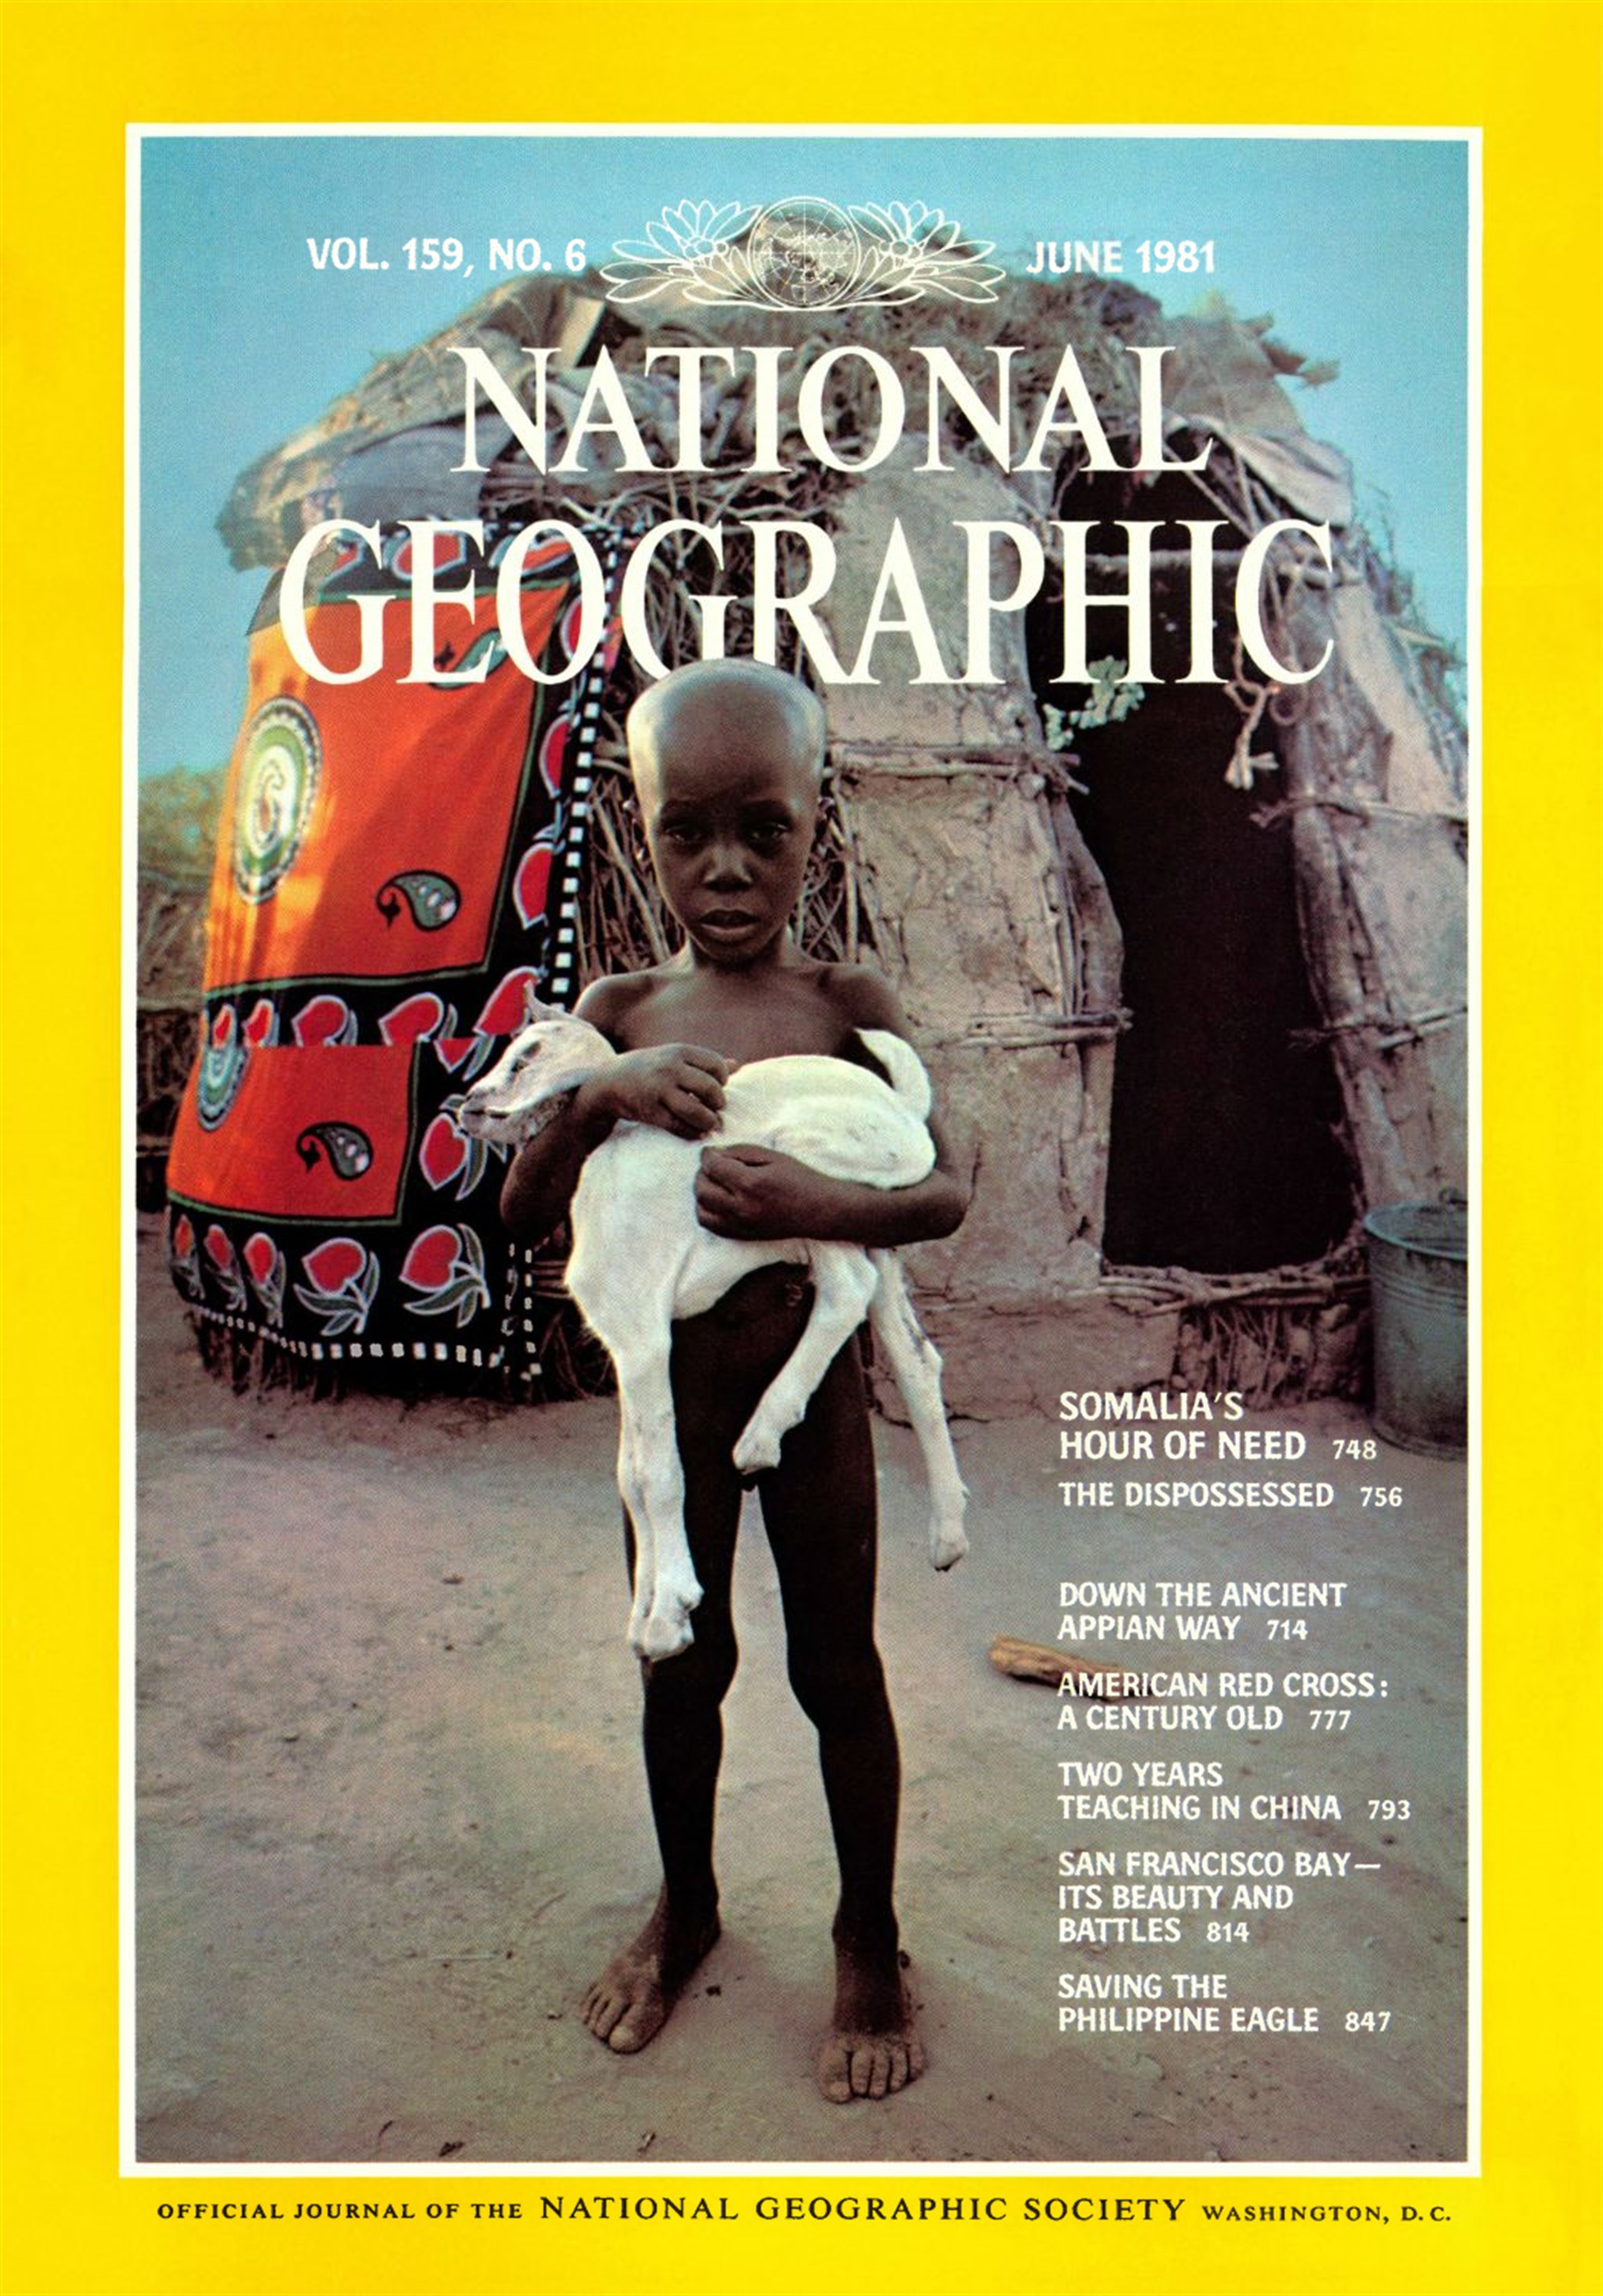 VOL. 159, NO. 6 JUNE 1981
NATIONAL
GEOGRAPHIC
SOMALIA'S
HOUR OF NEED 748
THE DISPOSSESSED 756
DOWN THE ANCIENT
APPIAN WAY 714
AMERICAN RED CROSS:
A CENTURY OLD 777
TWO YEARS
TEACHING IN CHINA 793
SAN FRANCISCO BAY—
ITS BEAUTY AND
BATTLES 814
SAVING THE
PHILIPPINE EAGLE 847
OFFICIAL JOURNAL OF THE NATIONAL GEOGRAPHIC SOCIETY WASHINGTON, D.C.